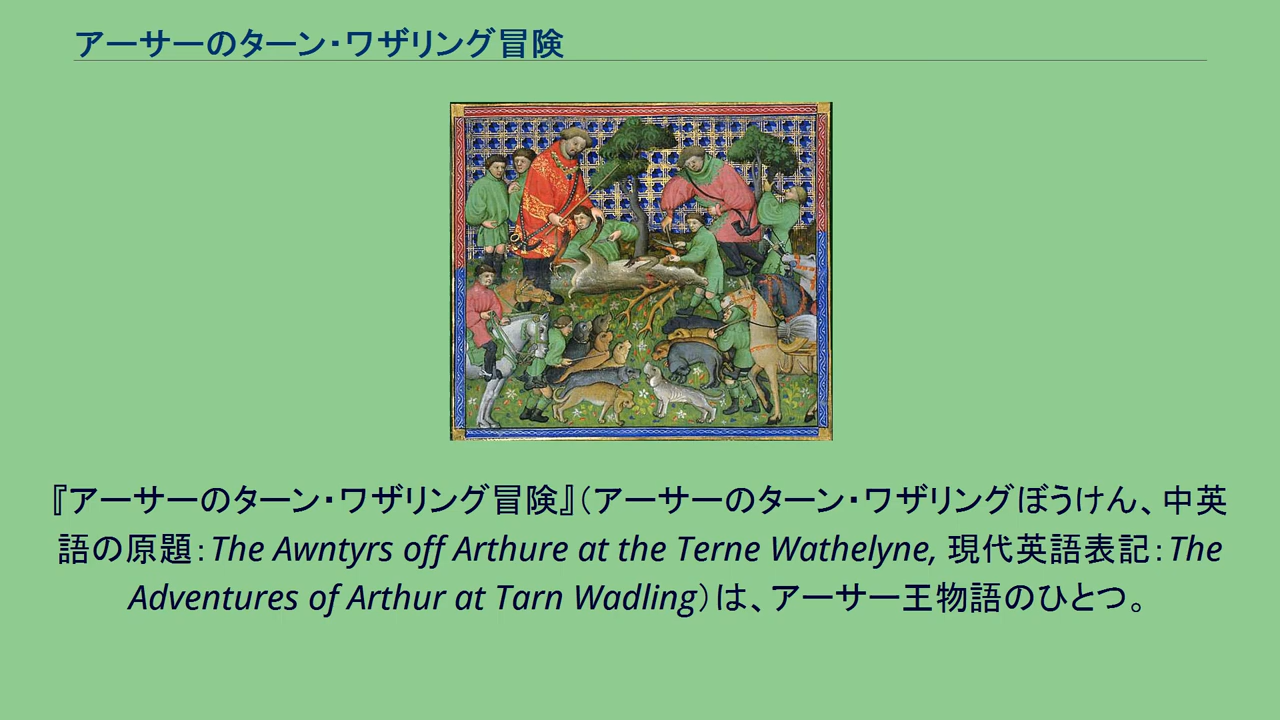 アーサーのターン・ワザリング冒険
『アーサーのターン・ワザリング冒険』（アーサーのターン・ワザリングぼうけん、中英
語の原題：The Awntyrs off Arthure at the Terne Wathelyne, 現代英語表記：The
Adventures of Arthur at Tarn Wadling）は、アーサー王物語のひとつ。